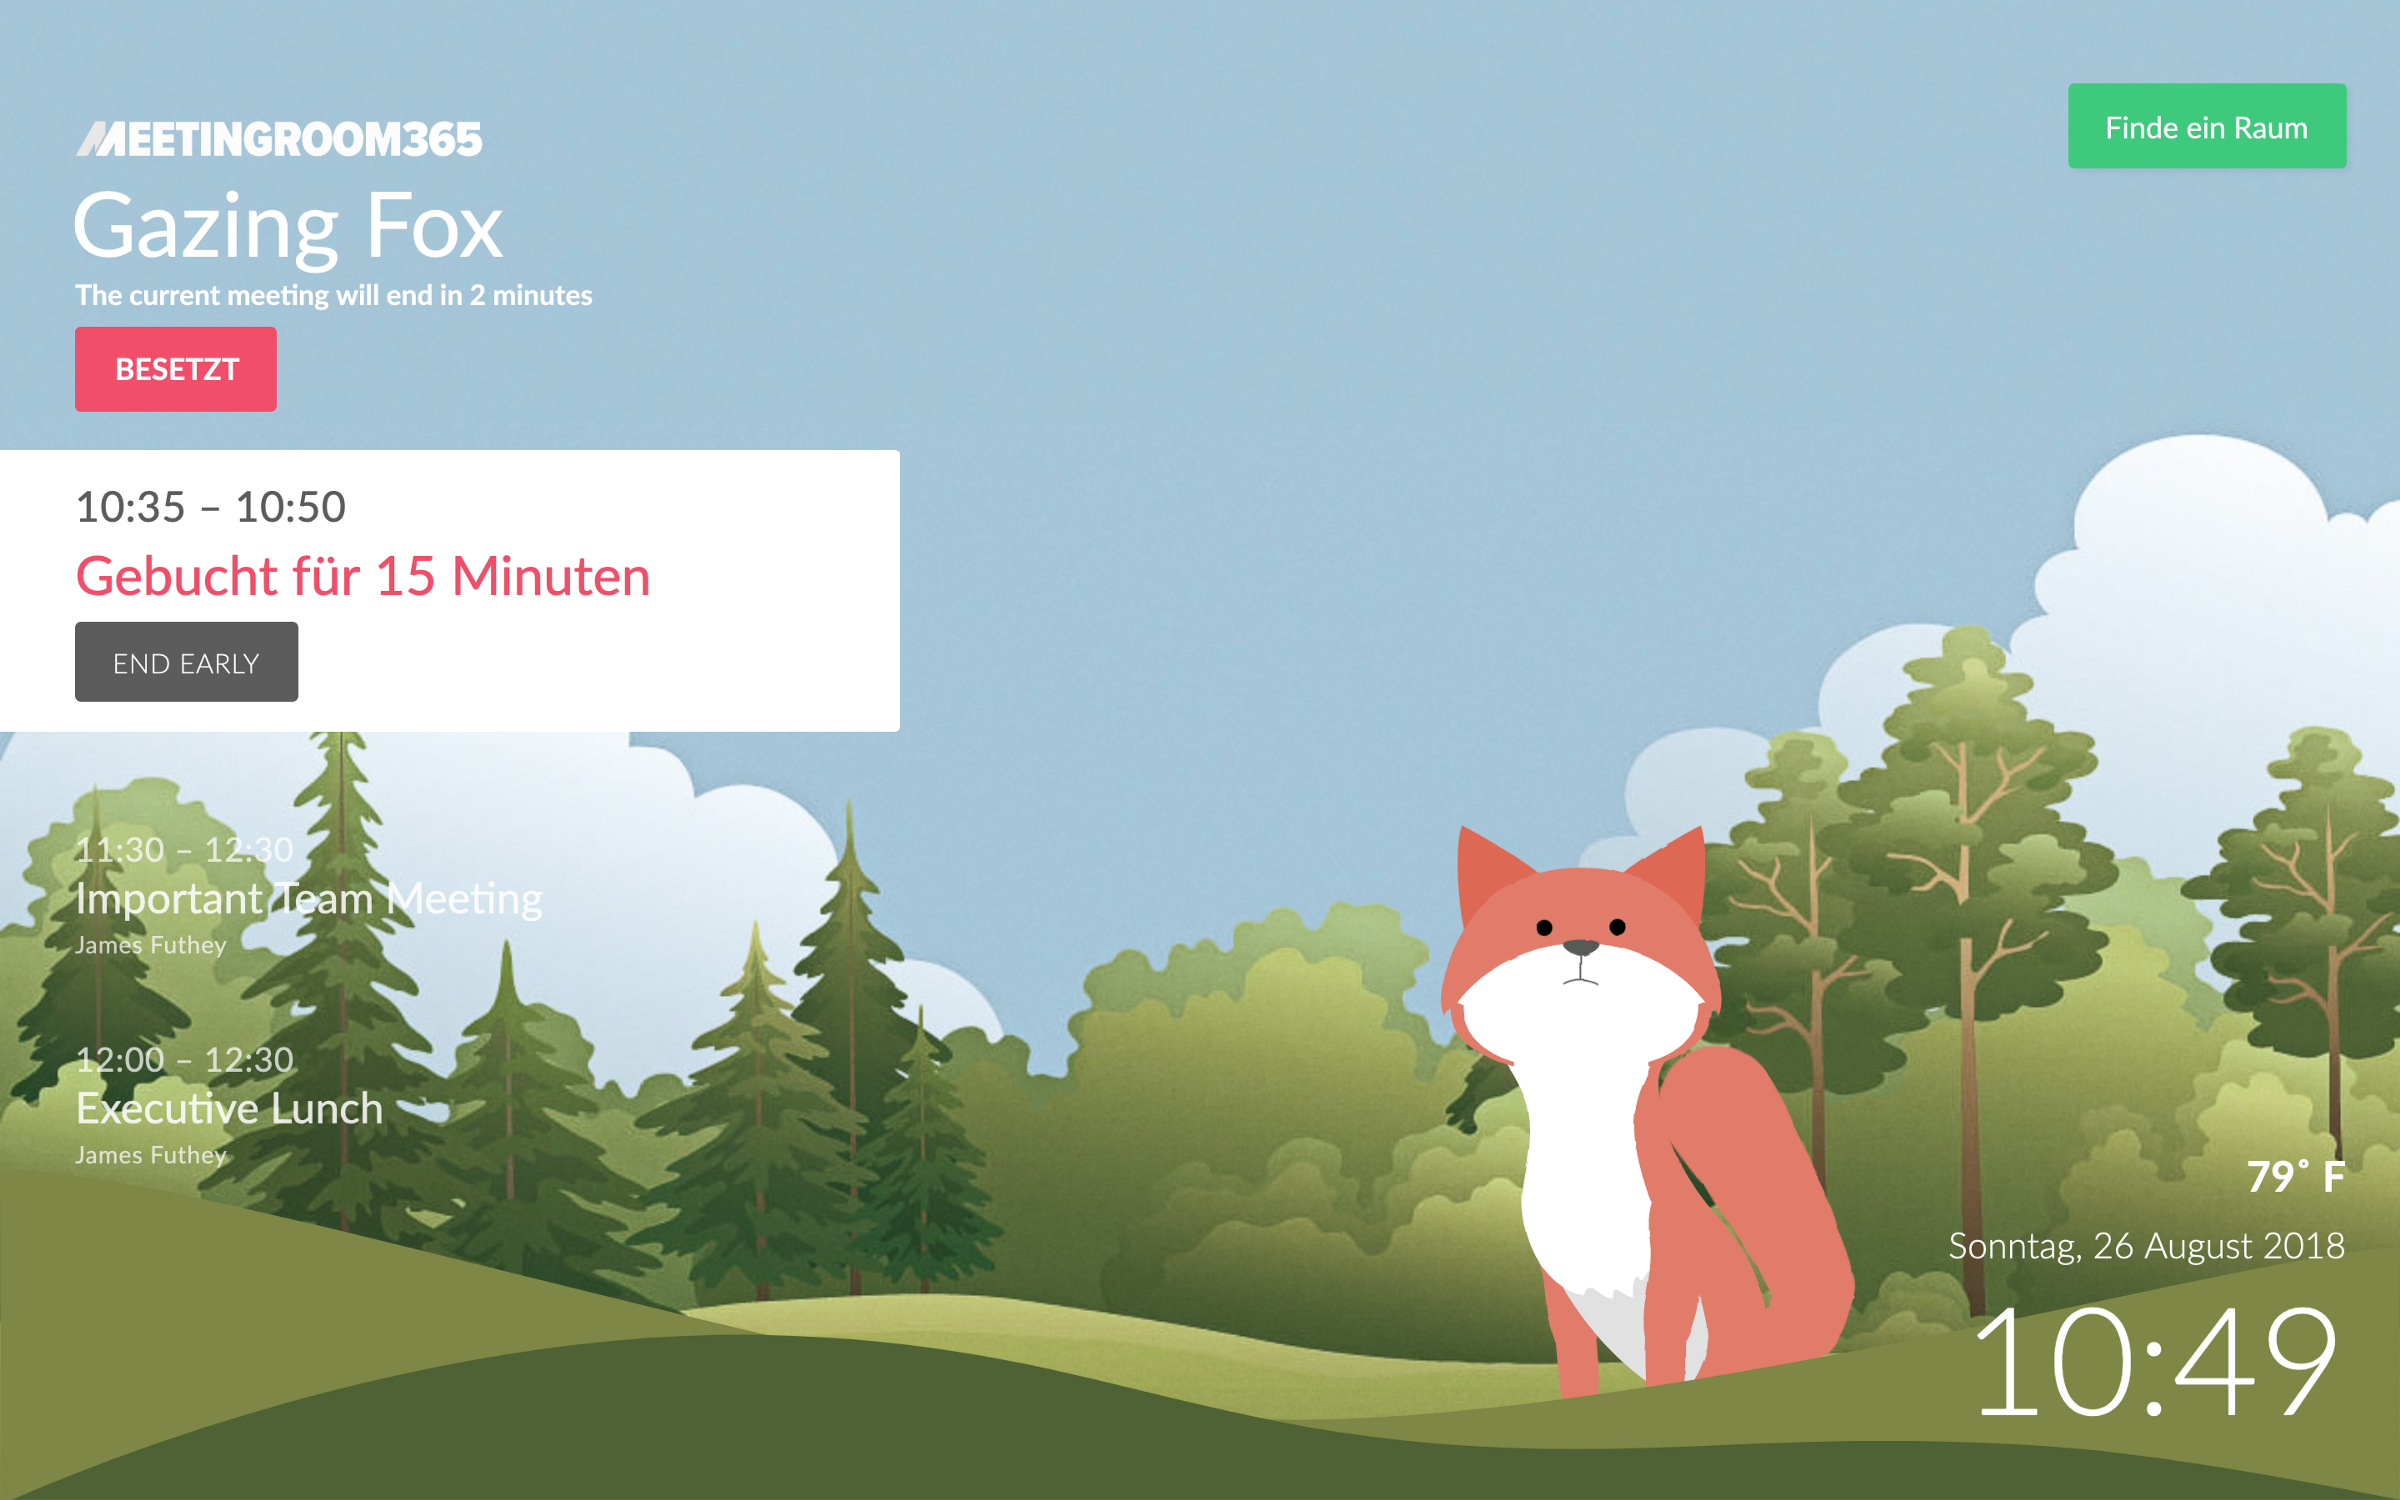 MEETINGROOM365
Finde ein Raum
Gazing Fox
The current meeting will end in 2 minutes
BESETZT
10:35 – 10:50
Gebucht für 15 Minuten
END EARLY
11:30 – 12:30
Important Team Meeting
James Futhey
12:00 – 12:30
Executive Lunch
James Futhey
79° F
Sonntag, 26 August 2018
10:49